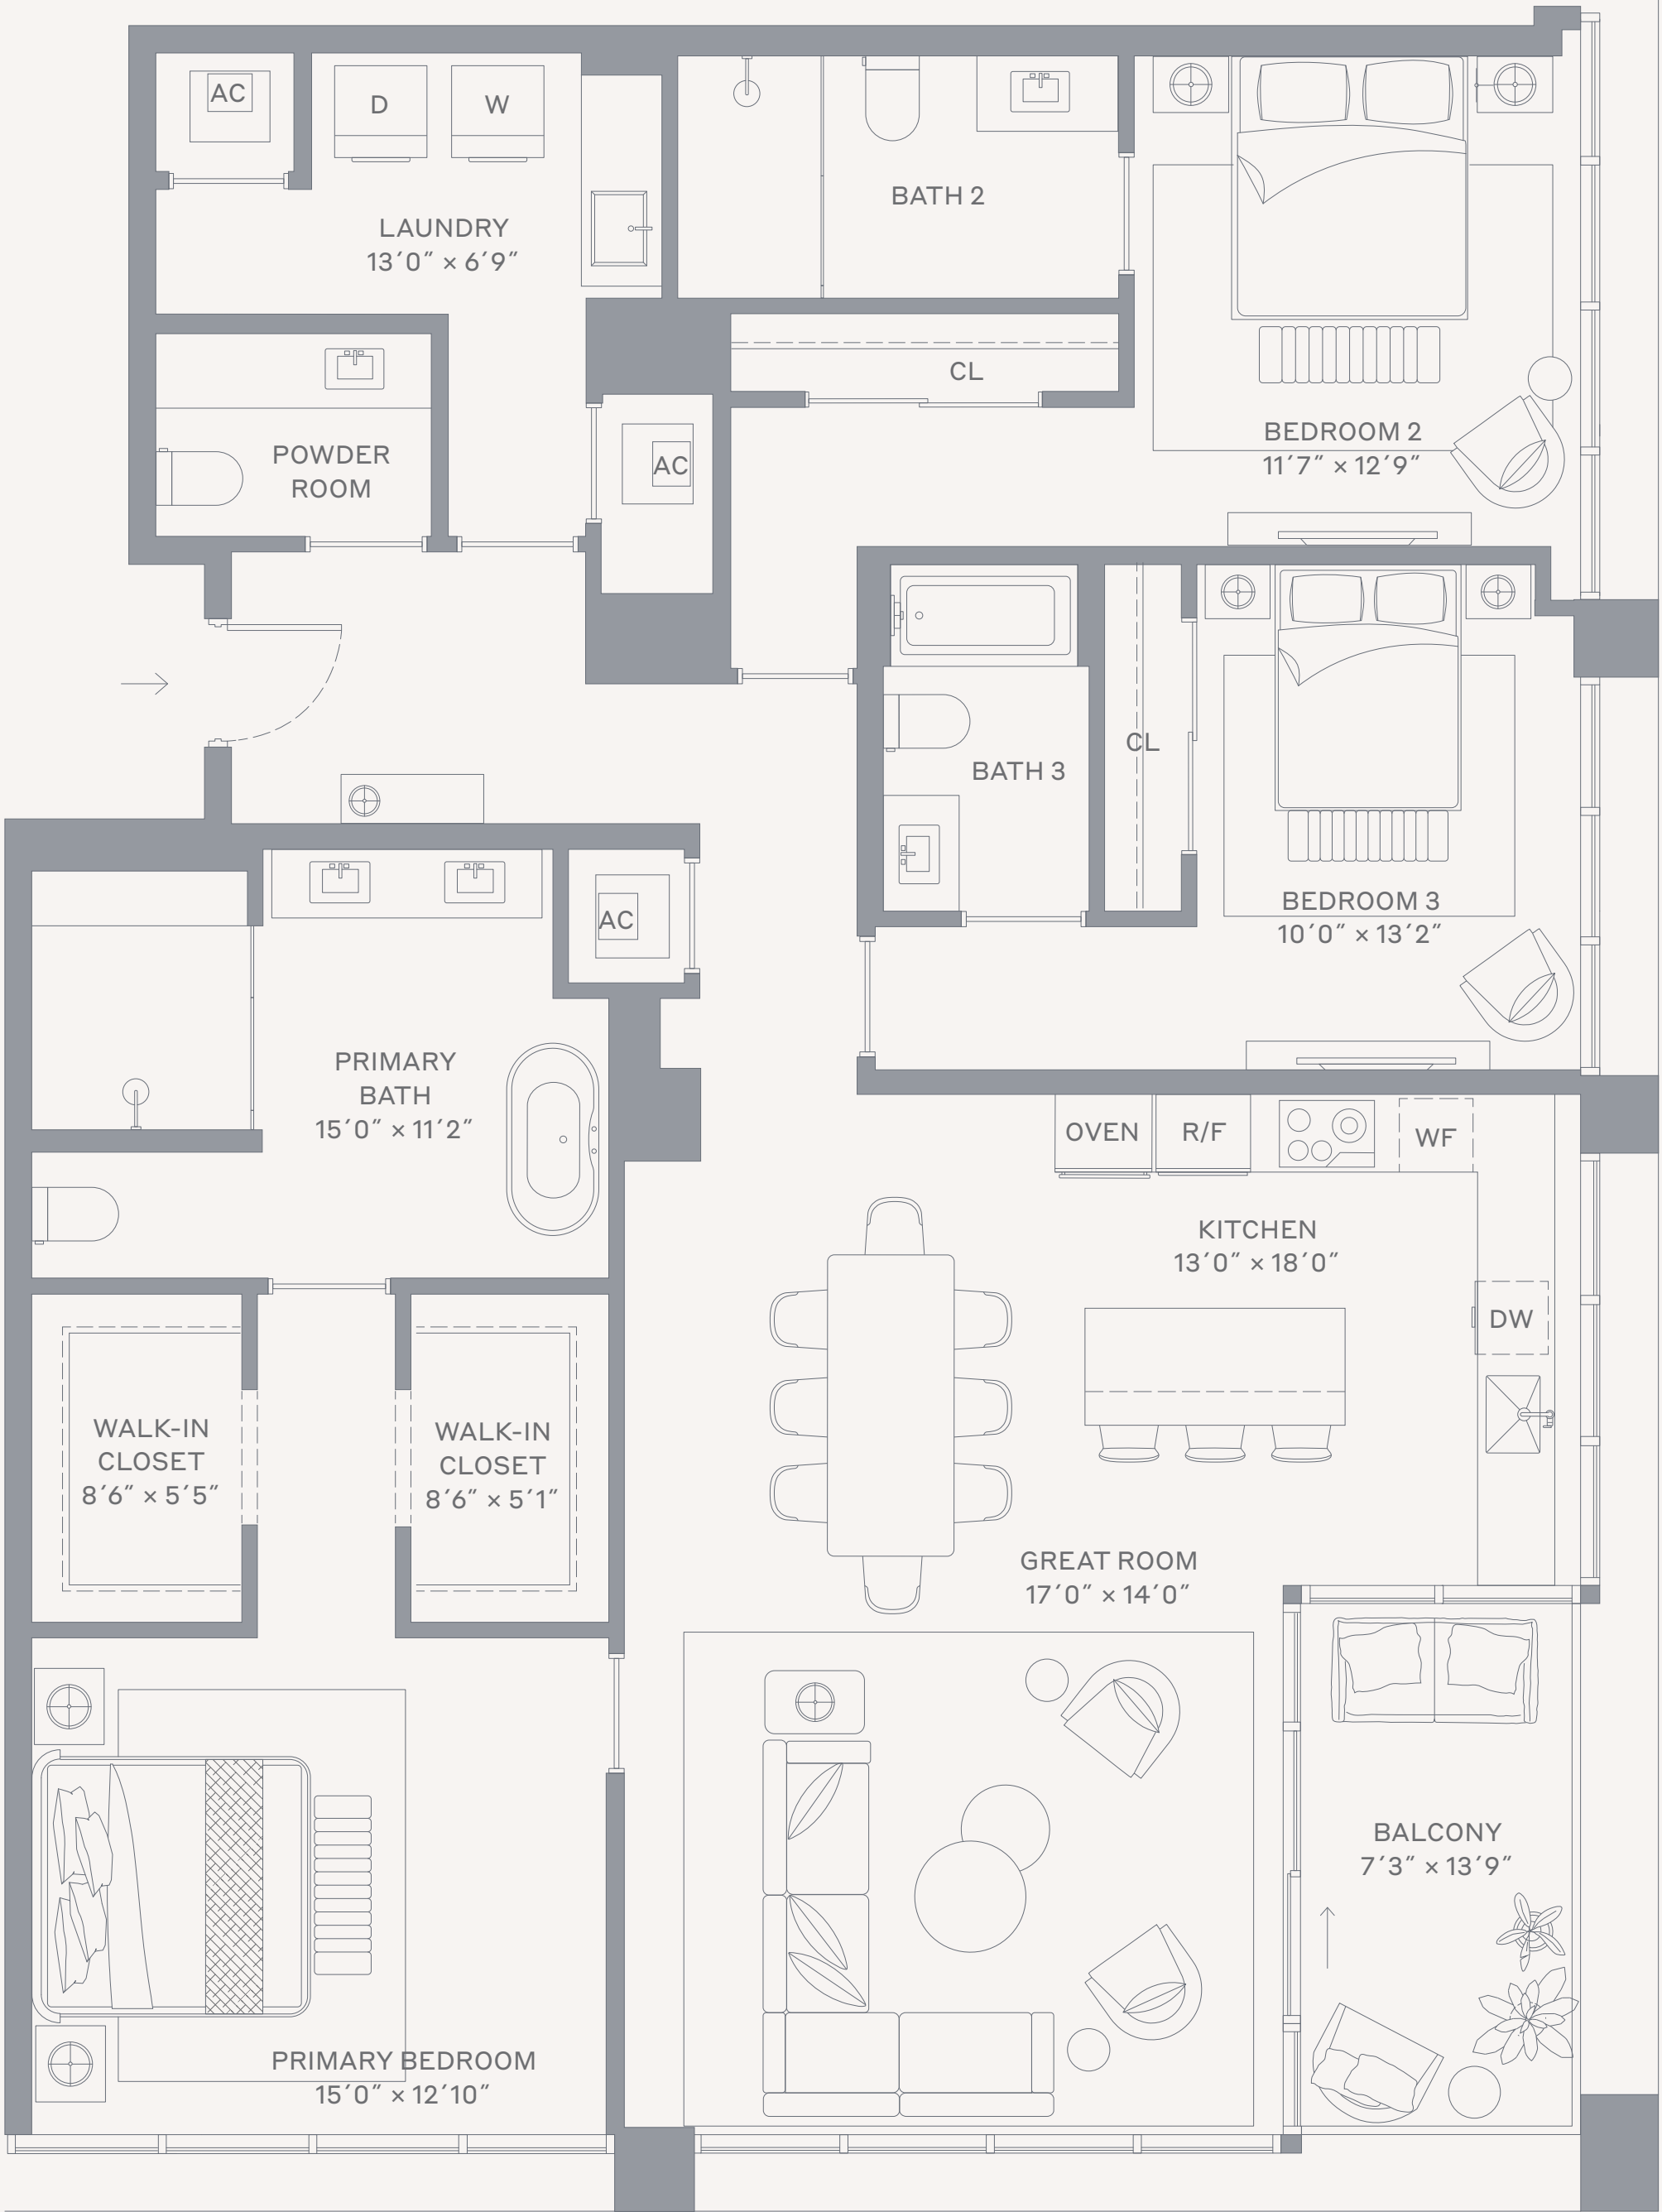 AC
D
W
LAUNDRY
13′0″ × 6′9″
BATH 2
CL
BEDROOM 2
11′7″ × 12′9″
POWDER
ROOM
AC
BATH 3
CL
BEDROOM 3
10′0″ × 13′2″
AC
PRIMARY
BATH
15′0″ × 11′2″
OVEN
R/F
WF
KITCHEN
13′0″ × 18′0″
DW
WALK-IN
CLOSET
8′6″ × 5′5″
WALK-IN
CLOSET
8′6″ × 5′1″
GREAT ROOM
17′0″ × 14′0″
BALCONY
7′3″ × 13′9″
PRIMARY BEDROOM
15′0″ × 12′10″